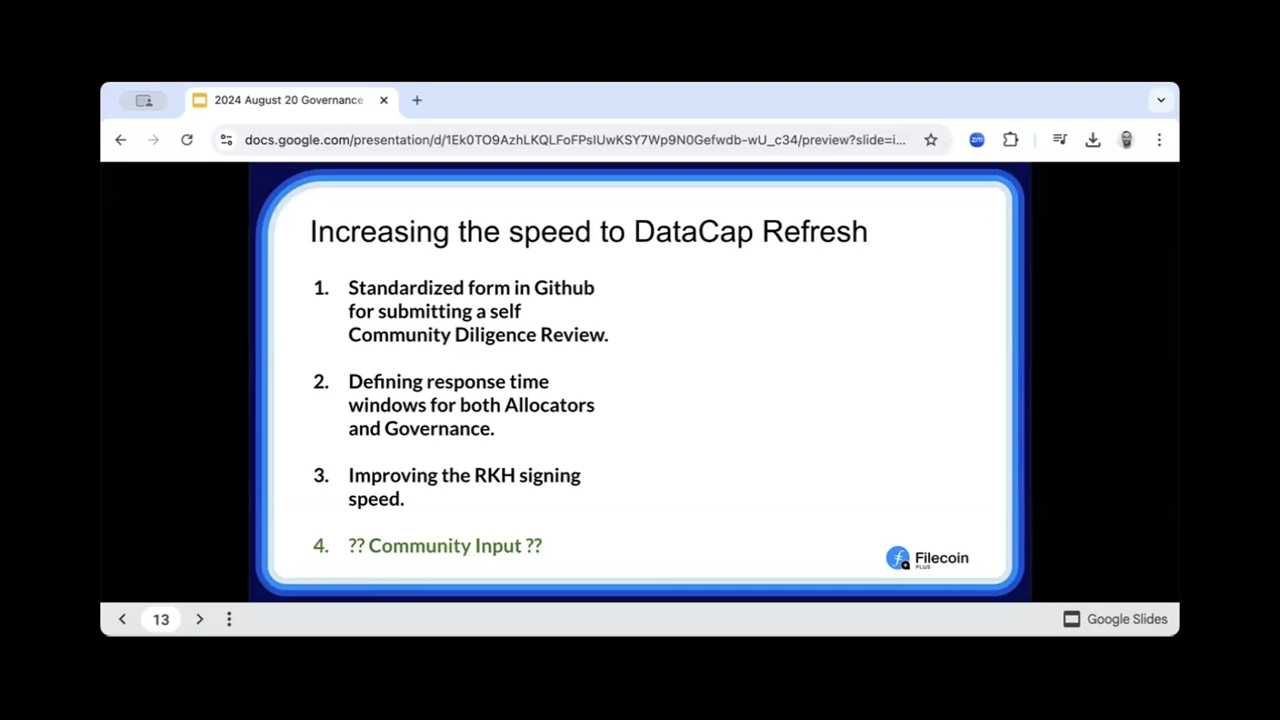 2024 August 20 Governance
docs.google.com/presentation/d/1Ek0TO9AzhLKQLFoFPsIUwKSY7Wp9N0Gefwdb-wU_c34/preview?slide=i...
zm
Increasing the speed to DataCap Refresh
1. Standardized form in Github
for submitting a self
Community Diligence Review.
2. Defining response time
windows for both Allocators
and Governance.
3. Improving the RKH signing
speed.
4. ?? Community Input ??
Filecoin
PLUS
13
Google Slides